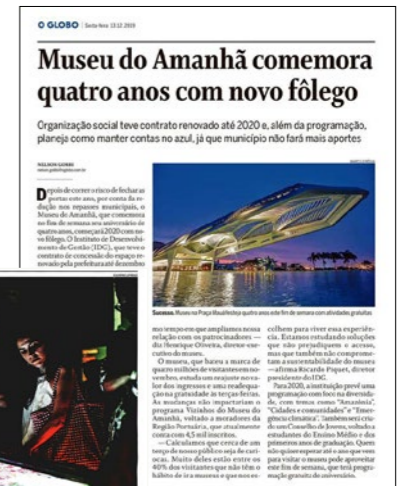 O GLOBO | Sexta-feira 13.12.2019
Museu do Amanhã comemora
quatro anos com novo fôlego
Organização social teve contrato renovado até 2020 e, além da programação,
planeja como manter contas no azul, já que município não fará mais aportes
NELSON GOBBI
nelson.gobbi@oglobo.com.br
Depois de correr o risco de fechar as
portas este ano, por conta da re-
dução nos repasses municipais, o
Museu do Amanhã, que comemora
no fim de semana seu aniversário de
quatro anos, começará 2020 com no-
vo fôlego. O Instituto de Desenvolvi-
mento de Gestão (IDG), que teve o
contrato de concessão do espaço re-
novado pela prefeitura até dezembro
Sucesso. Museu na Praça Mauá festeja quatro anos este fim de semana com atividades gratuitas
mo tempo em que ampliamos nossa
relação com os patrocinadores —
diz Henrique Oliveira, diretor-exe-
cutivo do museu.
O museu, que bateu a marca de
quatro milhões de visitantes em no-
vembro, estuda um reajuste no va-
lor dos ingressos e uma readequa-
ção na gratuidade às terças-feiras.
As mudanças não impactariam o
programa Vizinhos do Museu do
Amanhã, voltado a moradores da
Região Portuária, que atualmente
conta com 4,5 mil inscritos.
— Calculamos que cerca de um
terço do nosso público seja de cari-
ocas. Muito deles estão entre os
40% dos visitantes que não têm o
hábito de ir a museus e que nos es-
colhem para viver essa experiên-
cia. Estamos estudando soluções
que não prejudiquem o acesso,
mas que também não comprome-
tam a sustentabilidade do museu
— afirma Ricardo Piquet, diretor
presidente do IDG.
Para 2020, a instituição prevê uma
programação com foco na diversida-
de, com temas como "Amazônia",
"Cidades e comunidades" e "Emer-
gência climática". Também será cria-
do um Conselho de Jovens, voltado a
estudantes do Ensino Médio e dos
primeiros anos de graduação. Quem
não quiser esperar até o ano que vem
para visitar o museu pode aproveitar
este fim de semana, que terá pro-
gramação gratuita de aniversário.